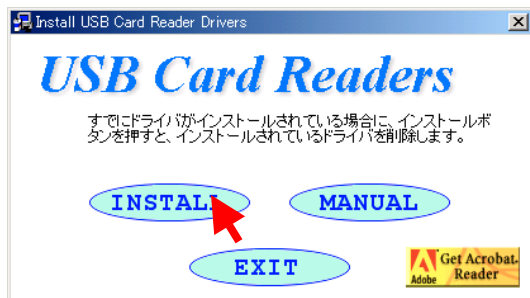 Install USB Card Reader Drivers
USB Card Readers
すでにドライバがインストールされている場合に、インストールボ
タンを押すと、インストールされているドライバを削除します。
INSTALL
MANUAL
EXIT
Get Acrobat
Reader
Adobe